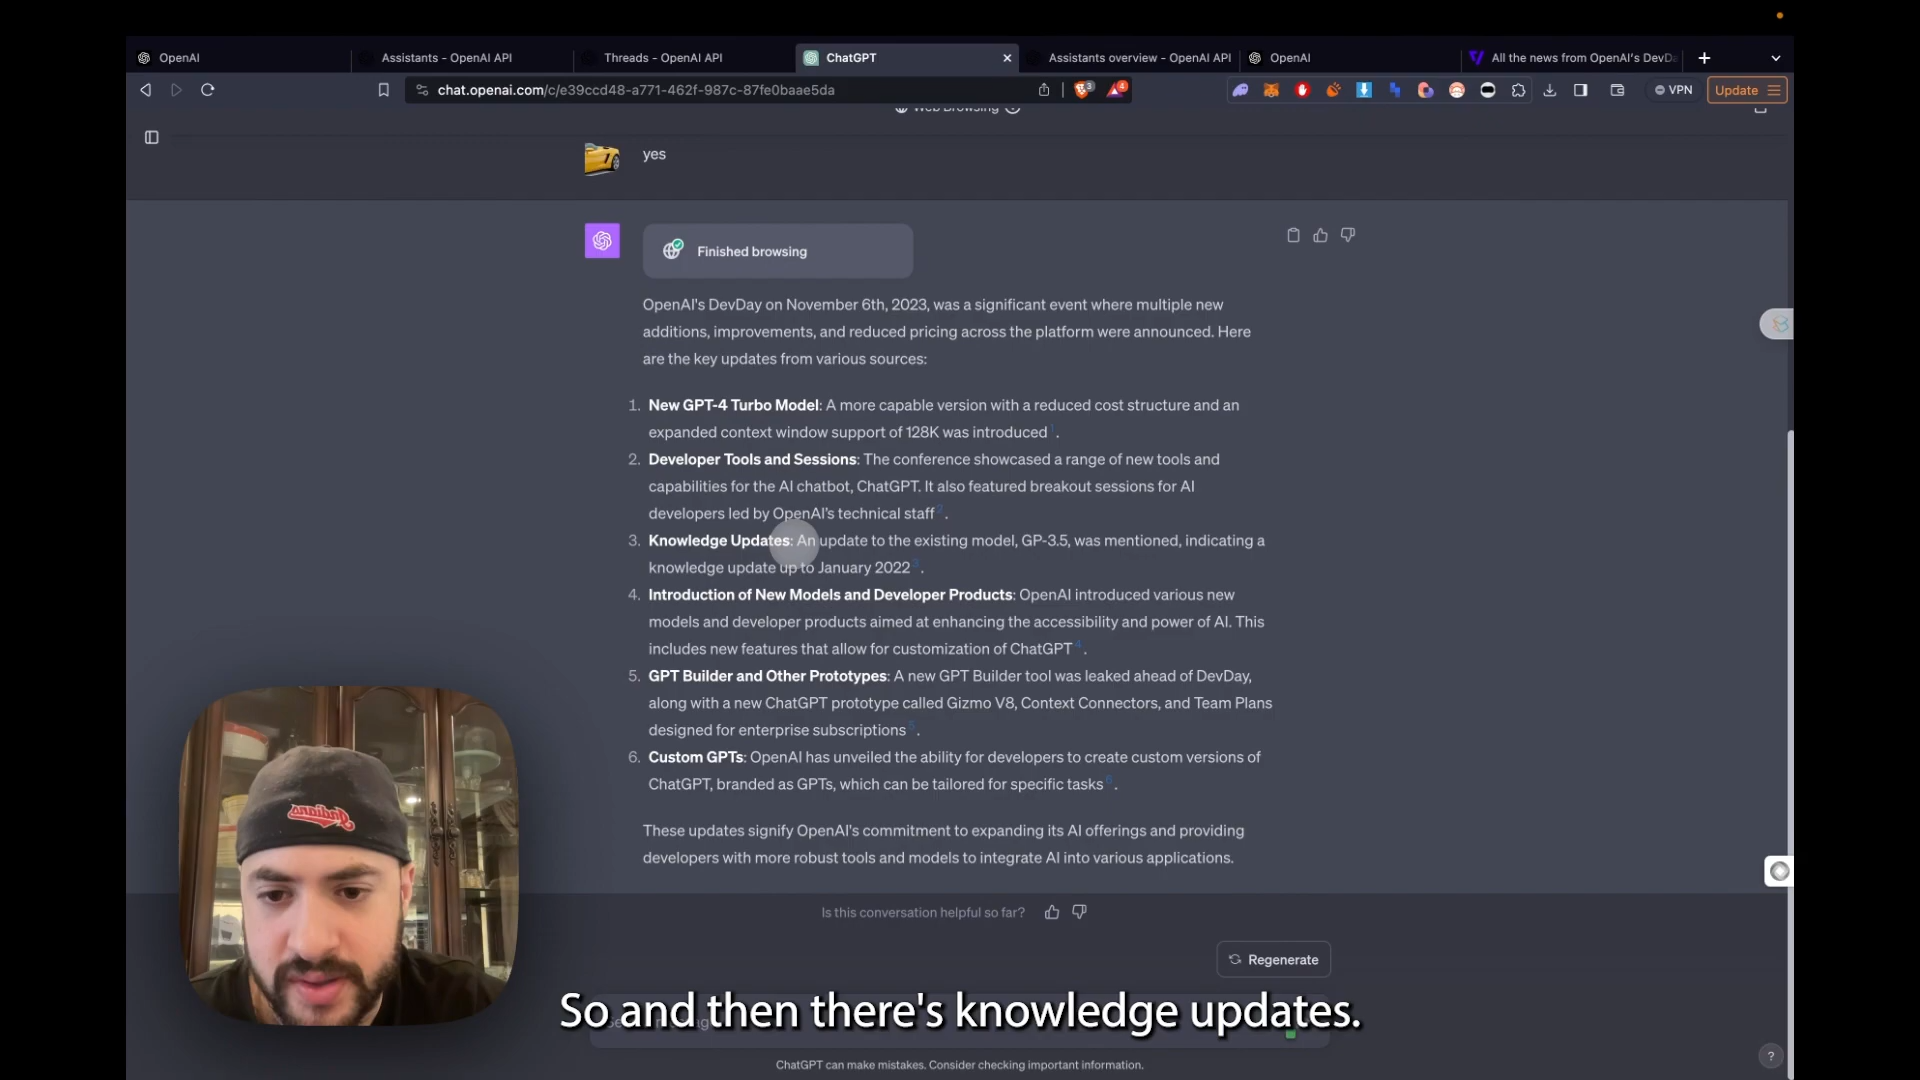 OpenAI
Assistants - OpenAI API
Threads - OpenAI API
ChatGPT
Assistants overview - OpenAI API
OpenAI
All the news from OpenAI's DevDa
chat.openai.com/c/e39ccd48-a771-462f-987c-87fe0baae5da
3
4
VPN
Update
Web Browsing
yes
Finished browsing
OpenAI's DevDay on November 6th, 2023, was a significant event where multiple new
additions, improvements, and reduced pricing across the platform were announced. Here
are the key updates from various sources:
1. New GPT-4 Turbo Model: A more capable version with a reduced cost structure and an
expanded context window support of 128K was introduced 1.
2. Developer Tools and Sessions: The conference showcased a range of new tools and
capabilities for the AI chatbot, ChatGPT. It also featured breakout sessions for AI
developers led by OpenAI's technical staff 2.
3. Knowledge Updates: An update to the existing model, GP-3.5, was mentioned, indicating a
knowledge update up to January 2022 3.
4. Introduction of New Models and Developer Products: OpenAI introduced various new
models and developer products aimed at enhancing the accessibility and power of AI. This
includes new features that allow for customization of ChatGPT 4.
5. GPT Builder and Other Prototypes: A new GPT Builder tool was leaked ahead of DevDay,
along with a new ChatGPT prototype called Gizmo V8, Context Connectors, and Team Plans
designed for enterprise subscriptions 5.
6. Custom GPTs: OpenAI has unveiled the ability for developers to create custom versions of
ChatGPT, branded as GPTs, which can be tailored for specific tasks 6.
These updates signify OpenAI's commitment to expanding its AI offerings and providing
developers with more robust tools and models to integrate AI into various applications.
Is this conversation helpful so far?
Regenerate
Indians
So and then there's knowledge updates.
ChatGPT can make mistakes. Consider checking important information.
?